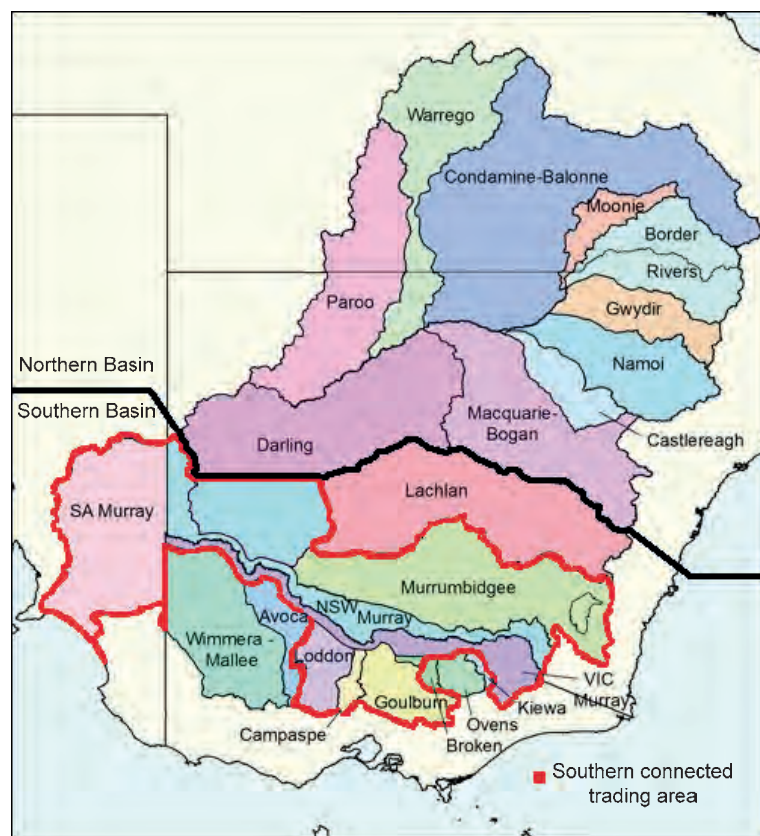 Warrego
Condamine-Balonne
Moonie
Border
Rivers
Paroo
Gwydir
Namoi
Northern Basin
Southern Basin
Macquarie-
Bogan
Darling
Castlereagh
Lachlan
SA Murray
Murrumbidgee
NSW
Murray
Avoca
Wimmera -
Mallee
Loddon
VIC
Murray
Goulburn
Kiewa
Ovens
Campaspe
Broken
Southern connected
trading area